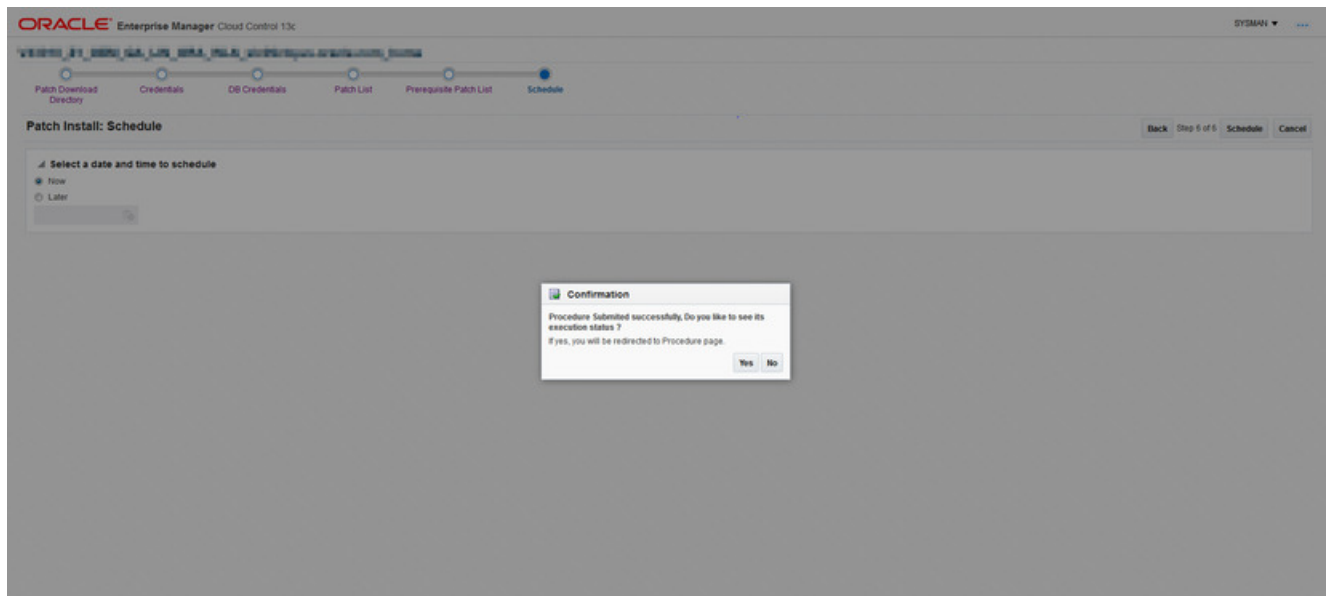 ORACLE® Enterprise Manager Cloud Control 13c
SYSMAN
Patch Download Directory
Credentials
DB Credentials
Patch List
Prerequisite Patch List
Schedule
Patch Install: Schedule
Back Step 6 of 6 Schedule Cancel
Select a date and time to schedule
Now
Later
Confirmation
Procedure Submited successfully, Do you like to see its
execution status ?
If yes, you will be redirected to Procedure page.
Yes No